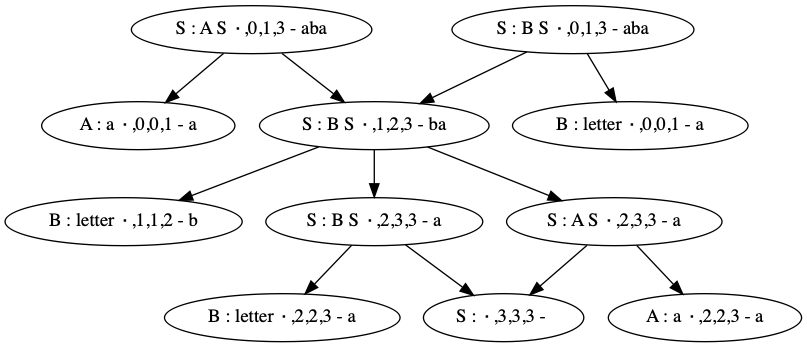 S : A S ·,0,1,3 - aba
S : B S ·,0,1,3 - aba
A : a ·,0,0,1 - a
S : B S ·,1,2,3 - ba
B : letter ·,0,0,1 - a
B : letter ·,1,1,2 - b
S : B S ·,2,3,3 - a
S : A S ·,2,3,3 - a
B : letter ·,2,2,3 - a
S : ·,3,3,3 -
A : a ·,2,2,3 - a